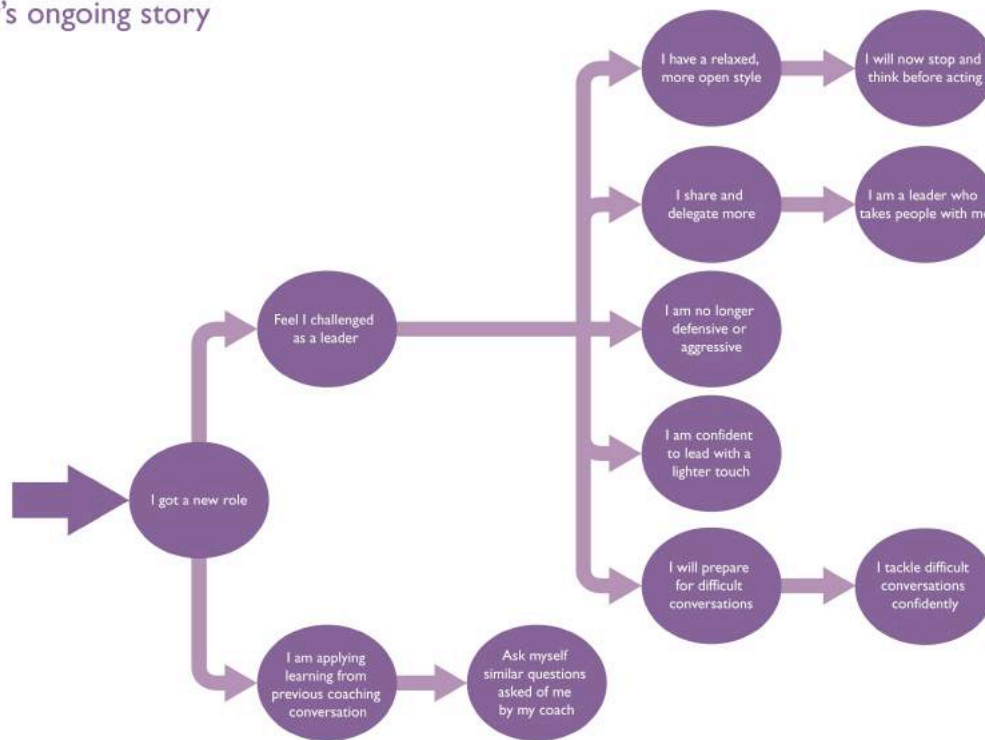 's ongoing story
I have a relaxed,
more open style
I will now stop and
think before acting
I share and
delegate more
I am a leader who
takes people with me
Feel I challenged
as a leader
I am no longer
defensive or
aggressive
I am confident
to lead with a
lighter touch
I got a new role
I will prepare
for difficult
conversations
I tackle difficult
conversations
confidently
I am applying
learning from
previous coaching
conversation
Ask myself
similar questions
asked of me
by my coach